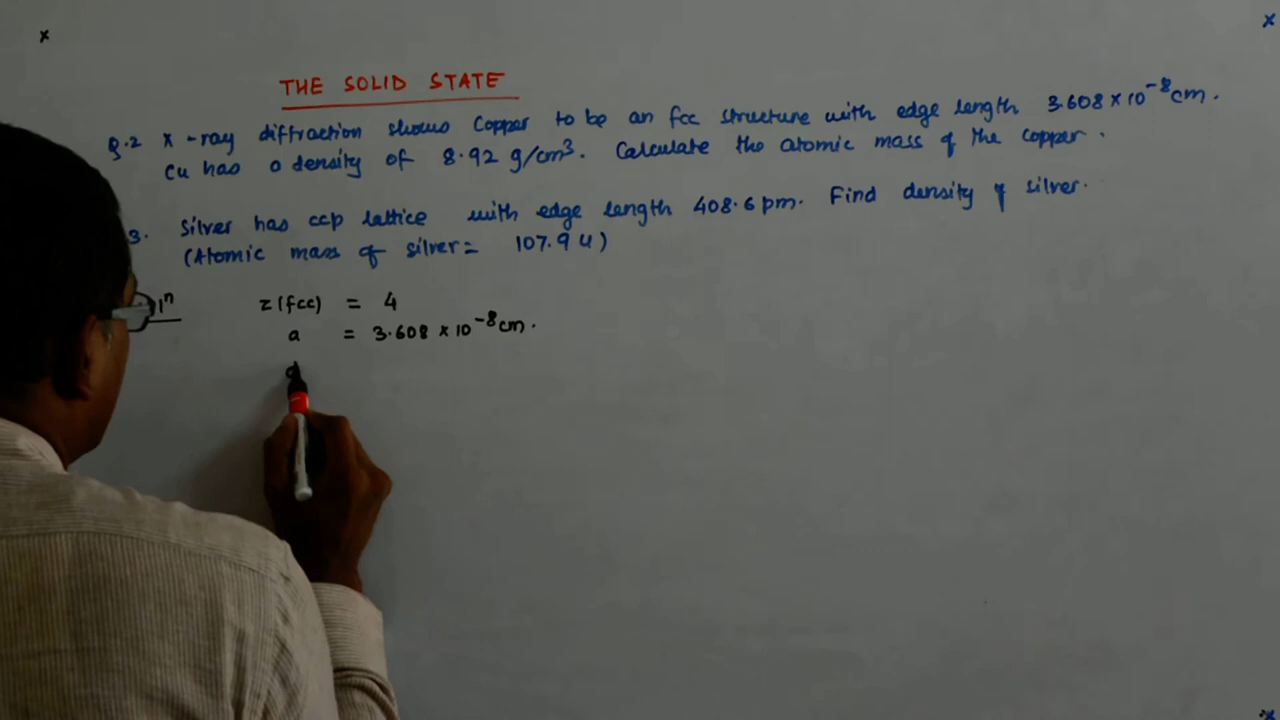 THE SOLID STATE
Q.2 X-ray diffraction shows Copper to be an fcc structure with edge length 3.608 × 10⁻⁸ cm.
Cu has a density of 8.92 g/cm³. Calculate the atomic mass of the copper.
3. Silver has ccp lattice with edge length 408.6 pm. Find density of silver.
(Atomic mass of silver = 107.9 u)
z (fcc) = 4
a = 3.608 × 10⁻⁸ cm.